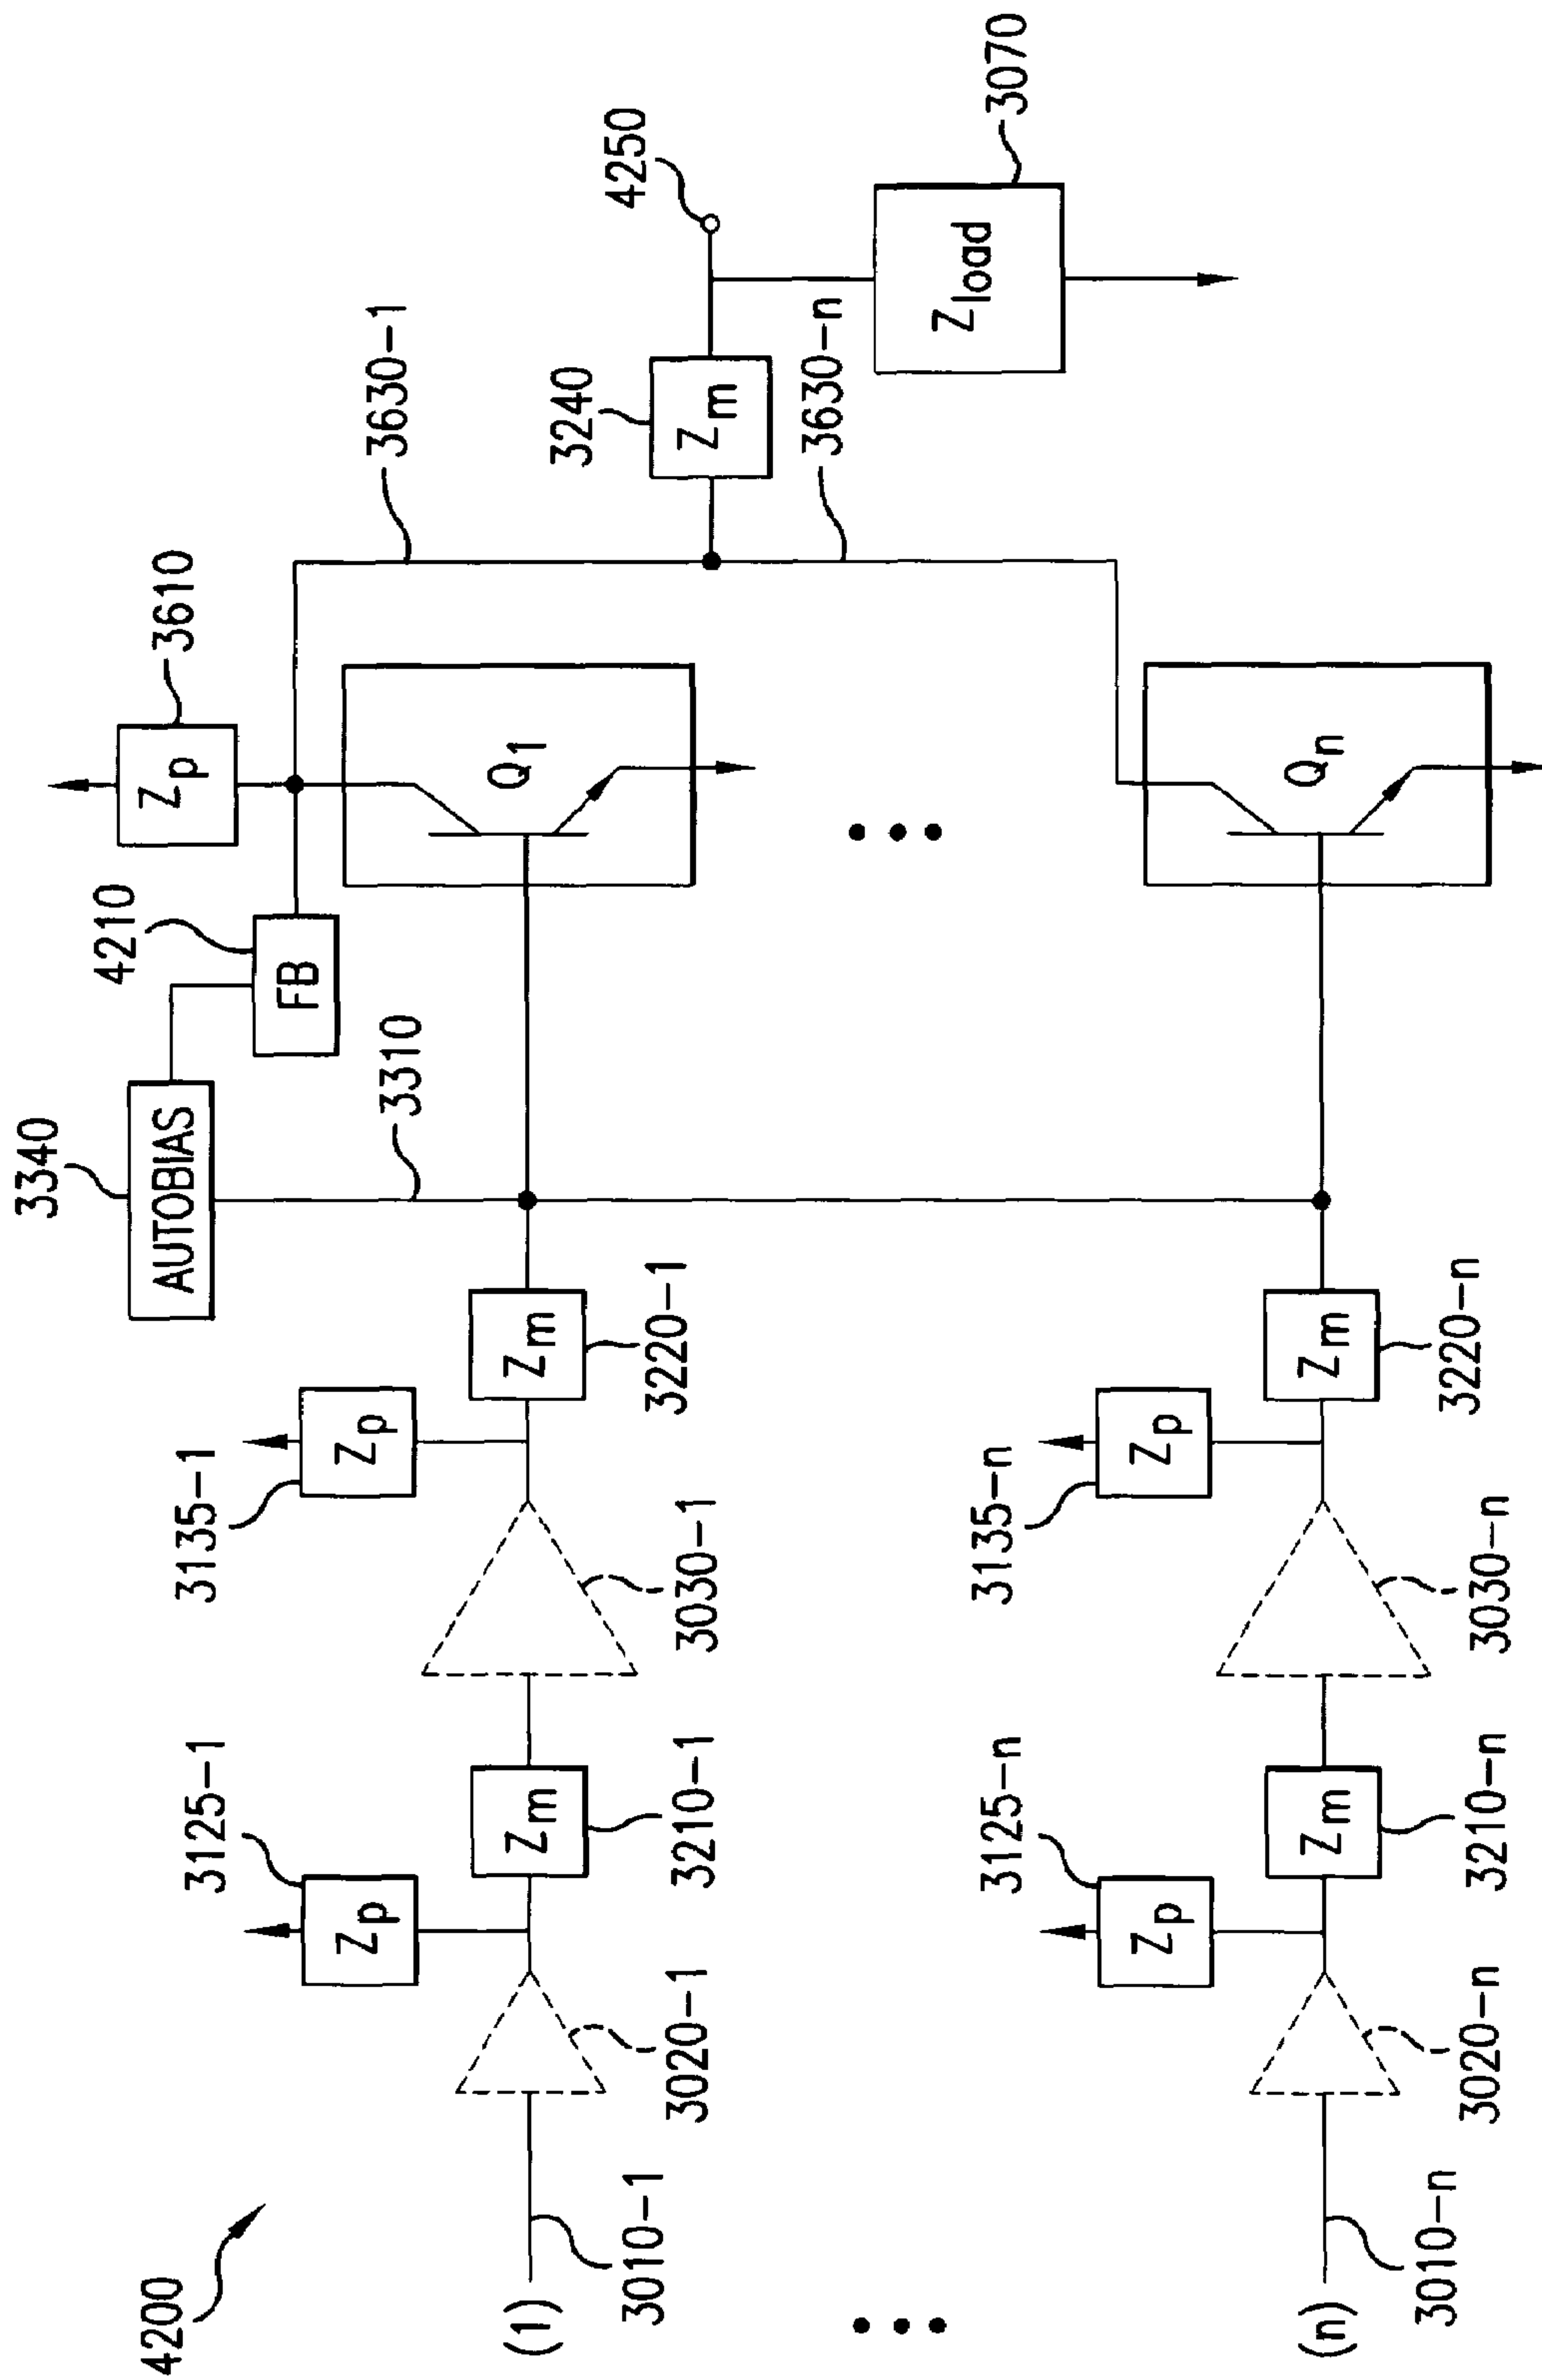 4200
3340
AUTOBIAS
4210
FB
3610
Zp
3630-1
3310
3135-1
Zp
3125-1
Zp
Q1
3240
Zm
4250
(1)
3010-1
3020-1
Zm
3210-1
3030-1
Zm
3220-1
3630-n
Zload
3070
3125-n
Zp
3135-n
Zp
Qn
(n)
3010-n
3020-n
Zm
3210-n
3030-n
Zm
3220-n